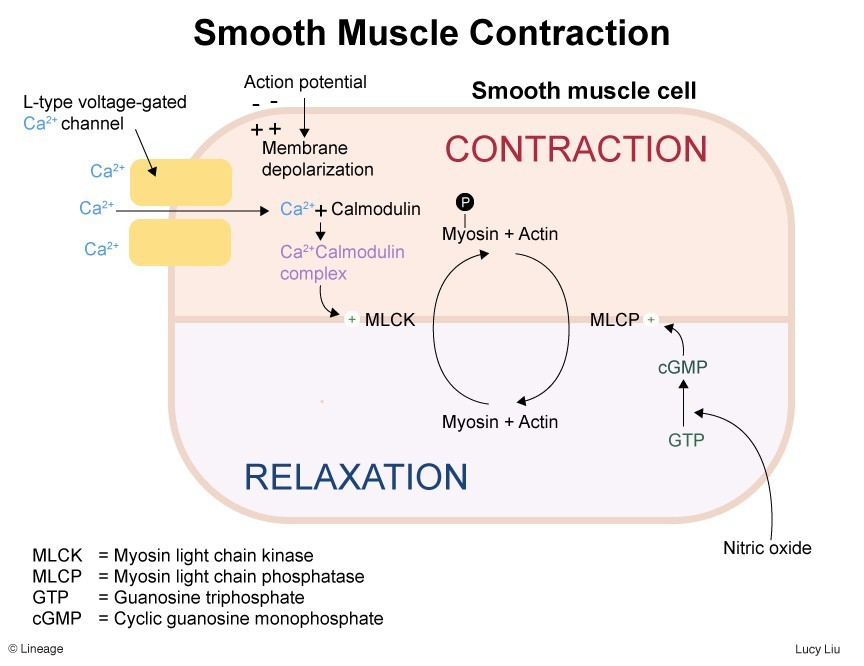 Smooth Muscle Contraction
Action potential
Smooth muscle cell
L-type voltage-gated
Ca²⁺ channel
- -
+ +
Membrane
depolarization
CONTRACTION
Ca²⁺
Ca²⁺
Ca²⁺
Ca²⁺ + Calmodulin
Ca²⁺Calmodulin
complex
P
Myosin + Actin
+ MLCK
MLCP +
cGMP
GTP
Myosin + Actin
RELAXATION
Nitric oxide
MLCK = Myosin light chain kinase
MLCP = Myosin light chain phosphatase
GTP = Guanosine triphosphate
cGMP = Cyclic guanosine monophosphate
© Lineage
Lucy Liu